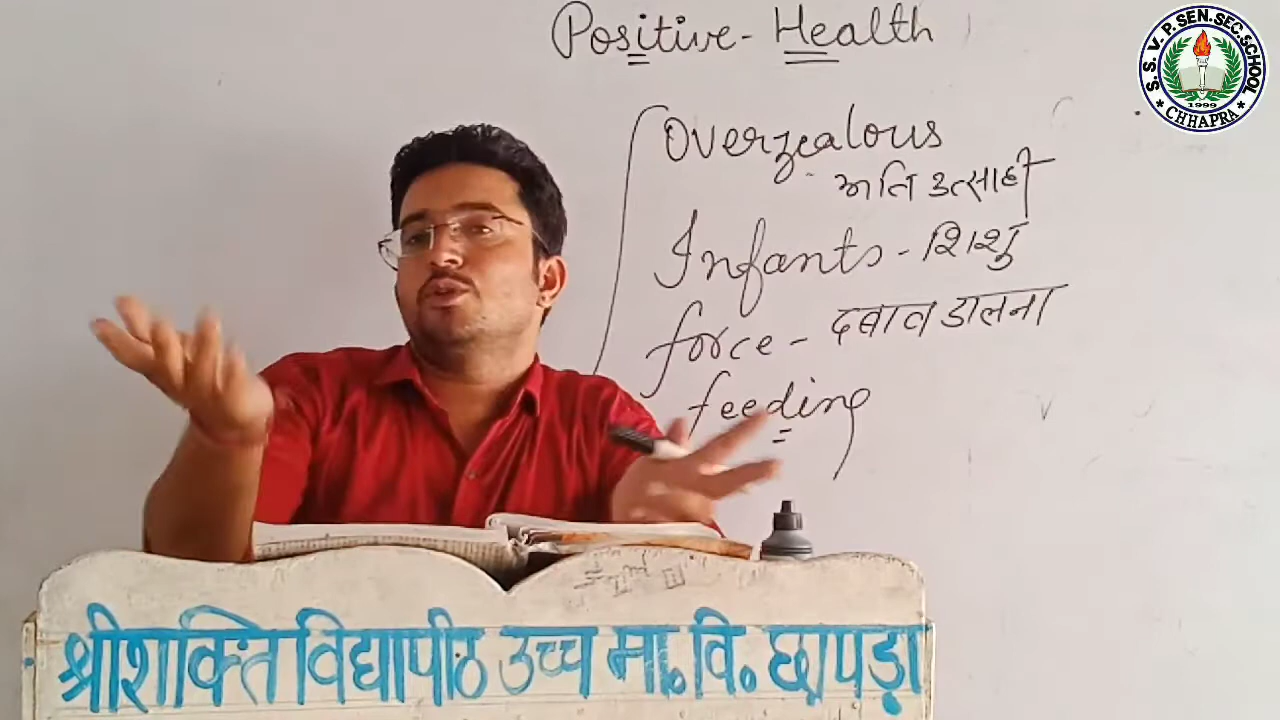 Positive - Health
Overzealous
अति उत्साही
Infants - शिशु
force - दबाव डालना
feeding
S. S. V. P. SEN. SEC. SCHOOL
1999
★ CHHAPRA ★
श्रीशक्ति विद्यापीठ उच्च मा. वि. छापड़ा